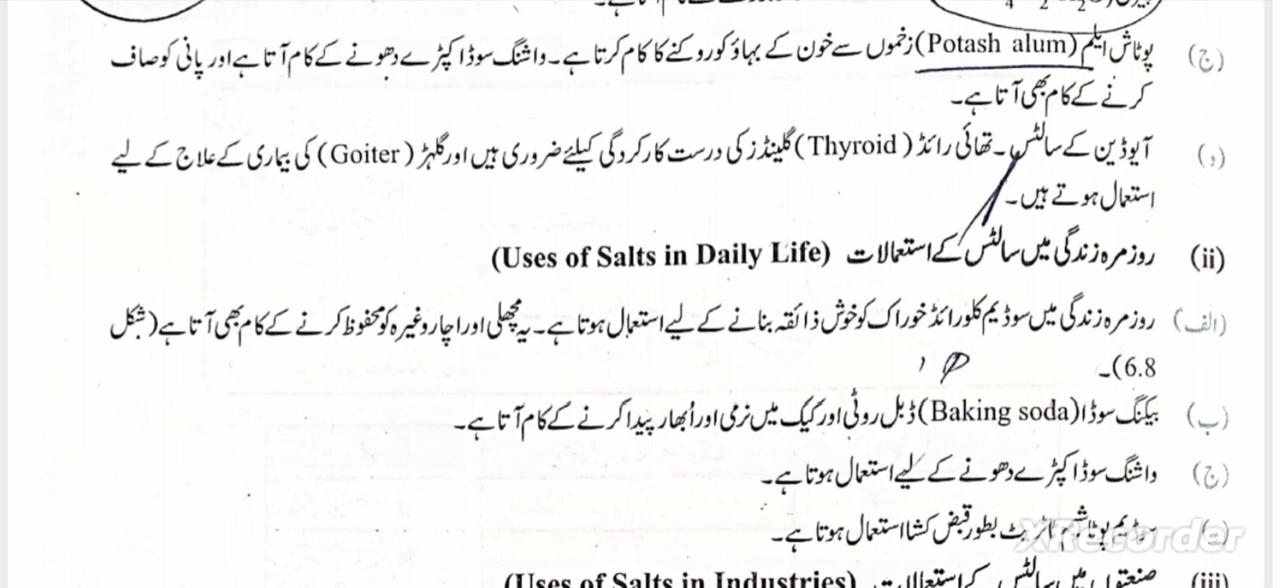 (ج) پوٹاش ایلم (Potash alum) زخموں سے خون کے بہاؤ کو روکنے کا کام کرتا ہے۔ واشنگ سوڈا کپڑے دھونے کے کام آتا ہے اور پانی کو صاف
کرنے کے کام بھی آتا ہے۔
(د) آیوڈین کے سالٹس۔ تھائی رائڈ (Thyroid) گلینڈز کی درست کارکردگی کیلئے ضروری ہیں اور گلہڑ (Goiter) کی بیماری کے علاج کے لیے
استعمال ہوتے ہیں۔
(ii) روزمرہ زندگی میں سالٹس کے استعمالات (Uses of Salts in Daily Life)
(الف) روزمرہ زندگی میں سوڈیم کلورائڈ خوراک کو خوش ذائقہ بنانے کے لیے استعمال ہوتا ہے۔ یہ مچھلی اور اچار وغیرہ کو محفوظ کرنے کے کام بھی آتا ہے (شکل
6.8)۔
(ب) بیکنگ سوڈا (Baking soda) ڈبل روٹی اور کیک میں نرمی اور اُبھار پیدا کرنے کے کام آتا ہے۔
(ج) واشنگ سوڈا کپڑے دھونے کے لیے استعمال ہوتا ہے۔
بطور قبض کشا استعمال ہوتا ہے۔
XRecorder
(iii) صنعتوں میں سالٹس کے استعمالات (Uses of Salts in Industries)